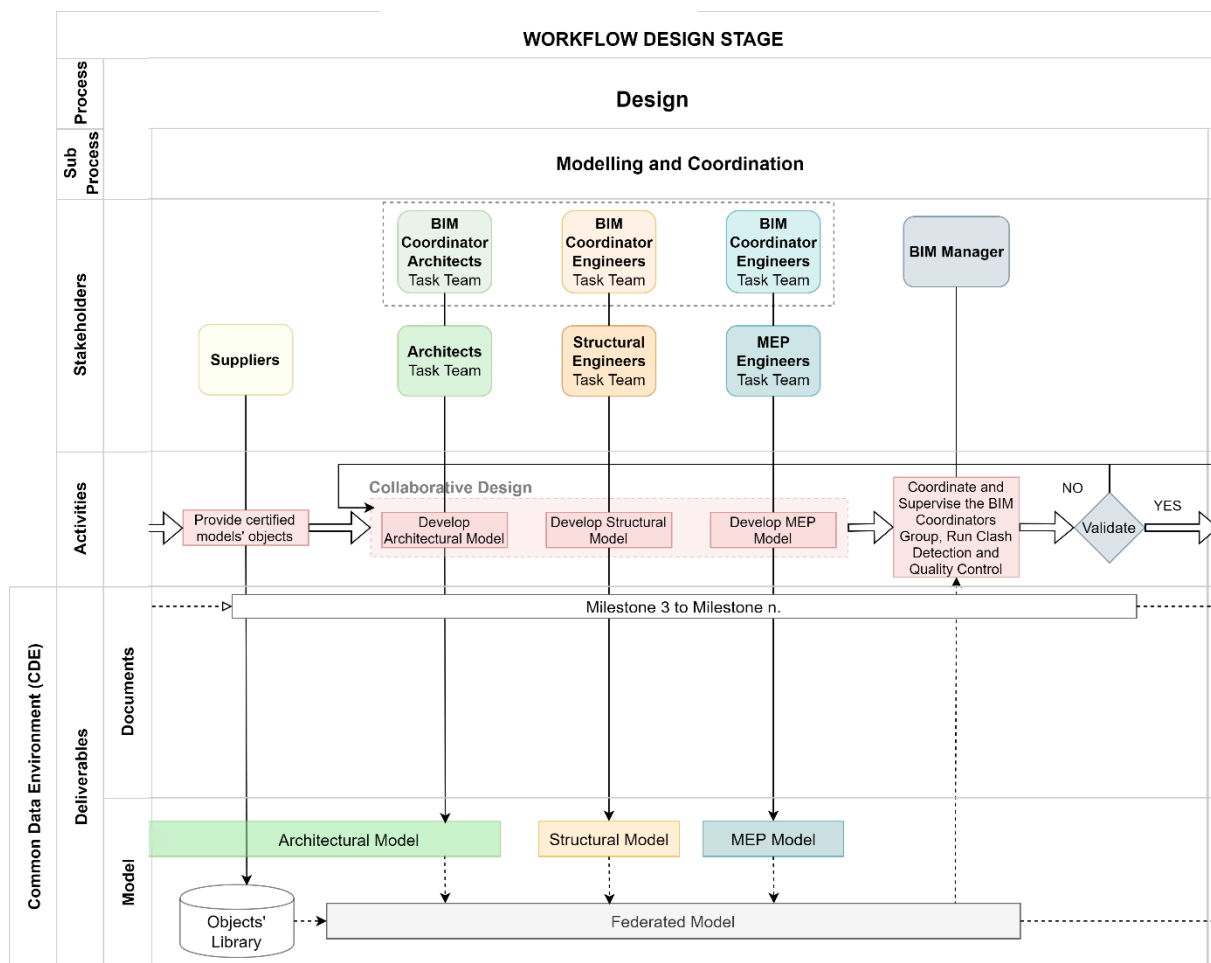 WORKFLOW DESIGN STAGE
Process
Design
Sub
Process
Modelling and Coordination
Stakeholders
BIM
Coordinator
Architects
Task Team
BIM
Coordinator
Engineers
Task Team
BIM
Coordinator
Engineers
Task Team
BIM Manager
Suppliers
Architects
Task Team
Structural
Engineers
Task Team
MEP
Engineers
Task Team
Activities
Collaborative Design
Provide certified
models' objects
Develop
Architectural Model
Develop Structural
Model
Develop MEP
Model
Coordinate and
Supervise the BIM
Coordinators
Group, Run Clash
Detection and
Quality Control
NO
Validate
YES
Common Data Environment (CDE)
Deliverables
Documents
Milestone 3 to Milestone n.
Model
Architectural Model
Structural Model
MEP Model
Objects'
Library
Federated Model